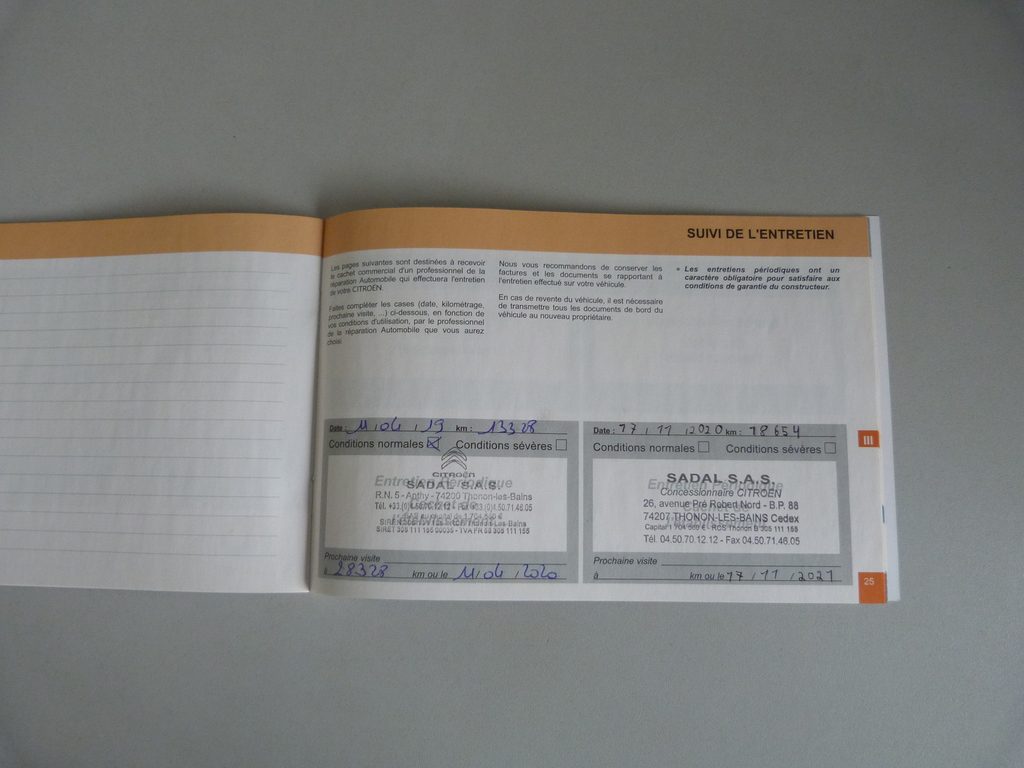 SUIVI DE L'ENTRETIEN
Les pages suivantes sont destinées à recevoir
le cachet commercial d'un professionnel de la
réparation Automobile qui effectuera l'entretien
de votre CITROËN.
Faites compléter les cases (date, kilométrage,
prochaine visite, ...) ci-dessous, en fonction de
vos conditions d'utilisation, par le professionnel
de la réparation Automobile que vous aurez
choisi.
Nous vous recommandons de conserver les
factures et les documents se rapportant à
l'entretien effectué sur votre véhicule.
En cas de revente du véhicule, il est nécessaire
de transmettre tous les documents de bord du
véhicule au nouveau propriétaire.
Les entretiens périodiques ont un
caractère obligatoire pour satisfaire aux
conditions de garantie du constructeur.
Date : 11/04/19 km : 13328
Conditions normales ☒ Conditions sévères ☐
CITROËN
Entretien Périodique
SADAL S.A.S.
R.N. 5 - Anthy - 74200 Thonon-les-Bains
Prochaine visite
à 28328 km ou le 11/04/2020
Date : 17/11/2020 km : 18654
Conditions normales ☐ Conditions sévères ☐
Entretien Périodique
SADAL S.A.S.
Concessionnaire CITROËN
26, avenue Pré Robert Nord - B.P. 88
74207 THONON-LES-BAINS Cedex
Tél. 04.50.70.12.12 - Fax 04.50.71.46.05
Prochaine visite
à km ou le 17/11/2021
III
25